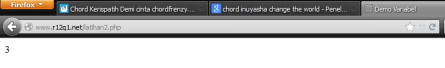 Firefox
Chord Kerispatih Demi cinta chordfrenzy....
chord inuyasha change the world - Penel...
Demo Variabel
www.r12q1.net/latihan2.php
3